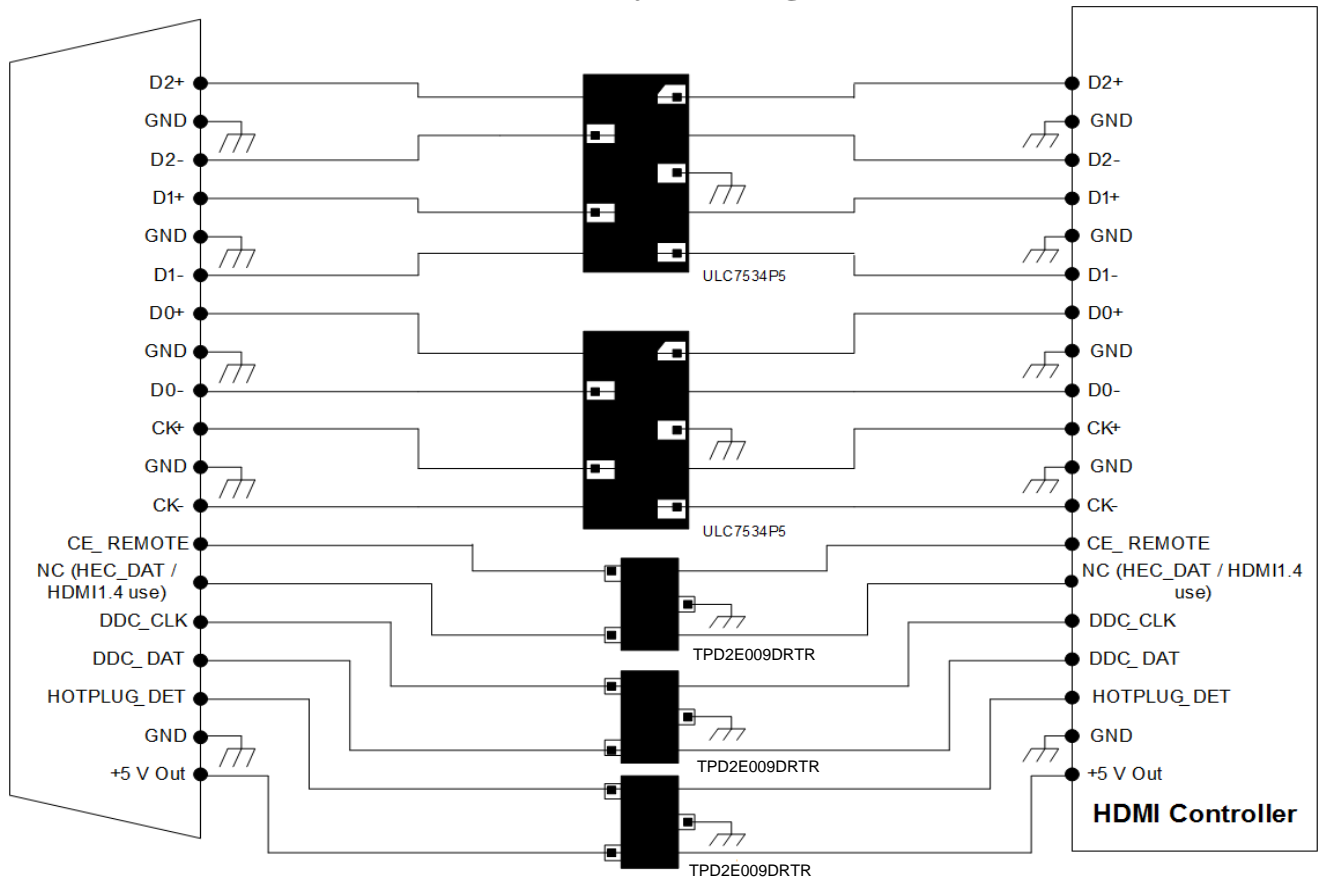 D2+
GND
D2-
D1+
GND
D1-
D0+
GND
D0-
CK+
GND
CK-
CE_ REMOTE
NC (HEC_DAT /
HDMI1.4 use)
DDC_CLK
DDC_ DAT
HOTPLUG_DET
GND
+5 V Out
ULC7534P5
ULC7534P5
TPD2E009DRTR
TPD2E009DRTR
TPD2E009DRTR
D2+
GND
D2-
D1+
GND
D1-
D0+
GND
D0-
CK+
GND
CK-
CE_ REMOTE
NC (HEC_DAT / HDMI1.4
use)
DDC_CLK
DDC_ DAT
HOTPLUG_DET
GND
+5 V Out
HDMI Controller